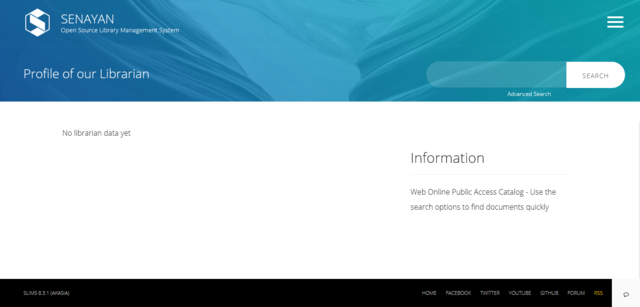 SENAYAN
Open Source Library Management System
Profile of our Librarian
SEARCH
Advanced Search
No librarian data yet
Information
Web Online Public Access Catalog - Use the
search options to find documents quickly
SLIMS 8.3.1 (AKASIA)
HOME FACEBOOK TWITTER YOUTUBE GITHUB FORUM RSS